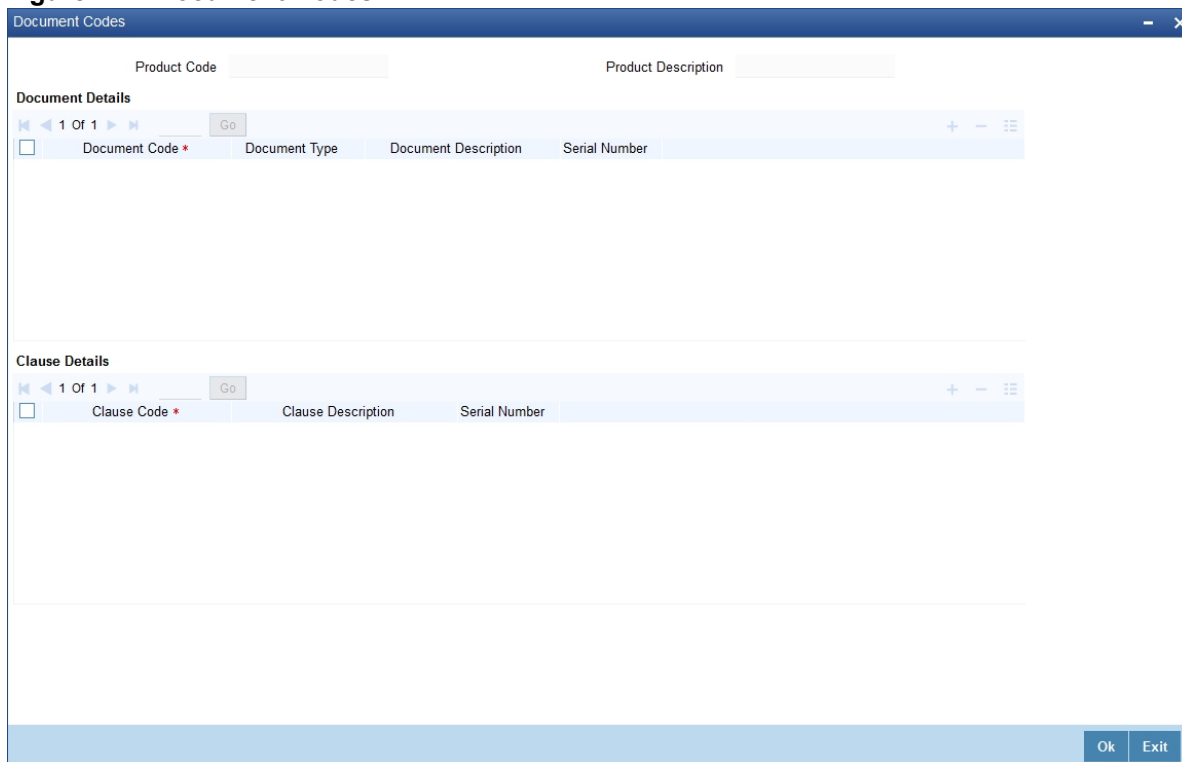 Document Codes
Product Code Product Description
Document Details
1 Of 1 Go
Document Code * Document Type Document Description Serial Number
Clause Details
1 Of 1 Go
Clause Code * Clause Description Serial Number
Ok Exit